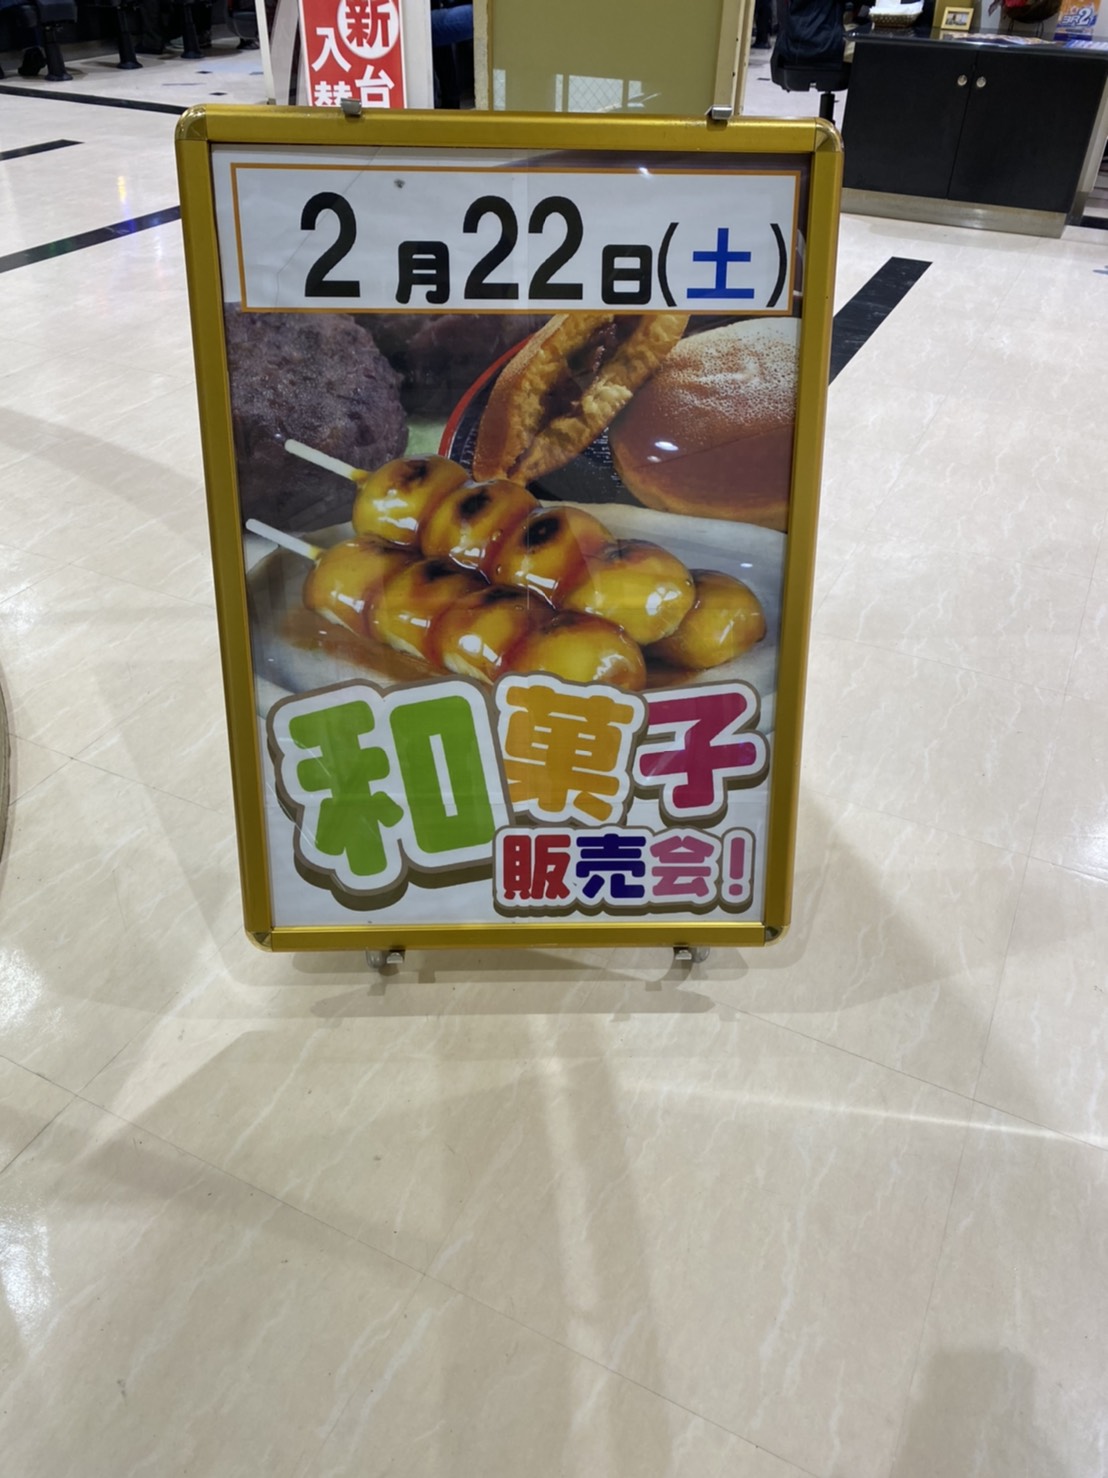 新台
入替
2月22日(土)
和菓子
販売会!